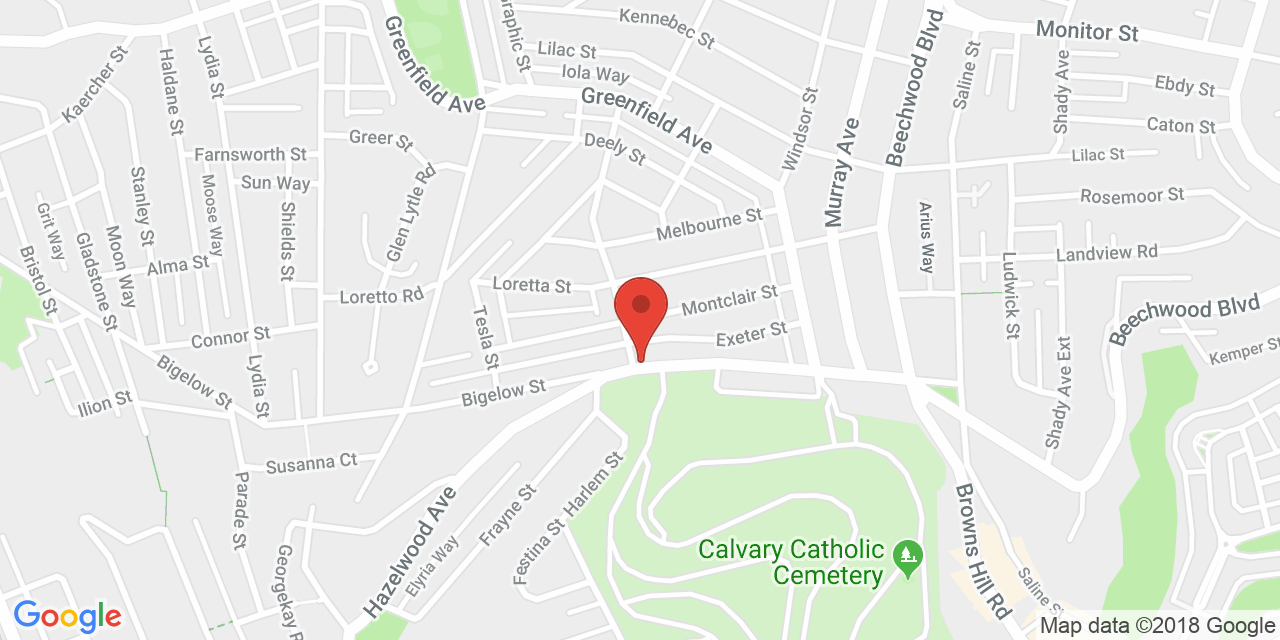 Kennebec St
Graphic St
Lilac St
Iola Way
Greenfield Ave
Greenfield Ave
Monitor St
Beechwood Blvd
Saline St
Shady Ave
Ebdy St
Caton St
Lilac St
Kaercher St
Haldane St
Lydia St
Greer St
Deely St
Windsor St
Murray Ave
Farnsworth St
Sun Way
Glen Lytle Rd
Rosemoor St
Stanley St
Moose Way
Shields St
Melbourne St
Arius Way
Grit Way
Gladstone St
Moon Way
Bristol St
Alma St
Loretto Rd
Loretta St
Montclair St
Landview Rd
Ludwick St
Beechwood Blvd
Tesla St
Exeter St
Kemper St
Connor St
Bigelow St
Lydia St
Bigelow St
Shady Ave Ext
Ilion St
Susanna Ct
Parade St
Hazelwood Ave
Frayne St
Harlem St
Festina St
Elyria Way
Georgekay R
Browns Hill Rd
Saline St
Calvary Catholic
Cemetery
Google
Map data ©2018 Google